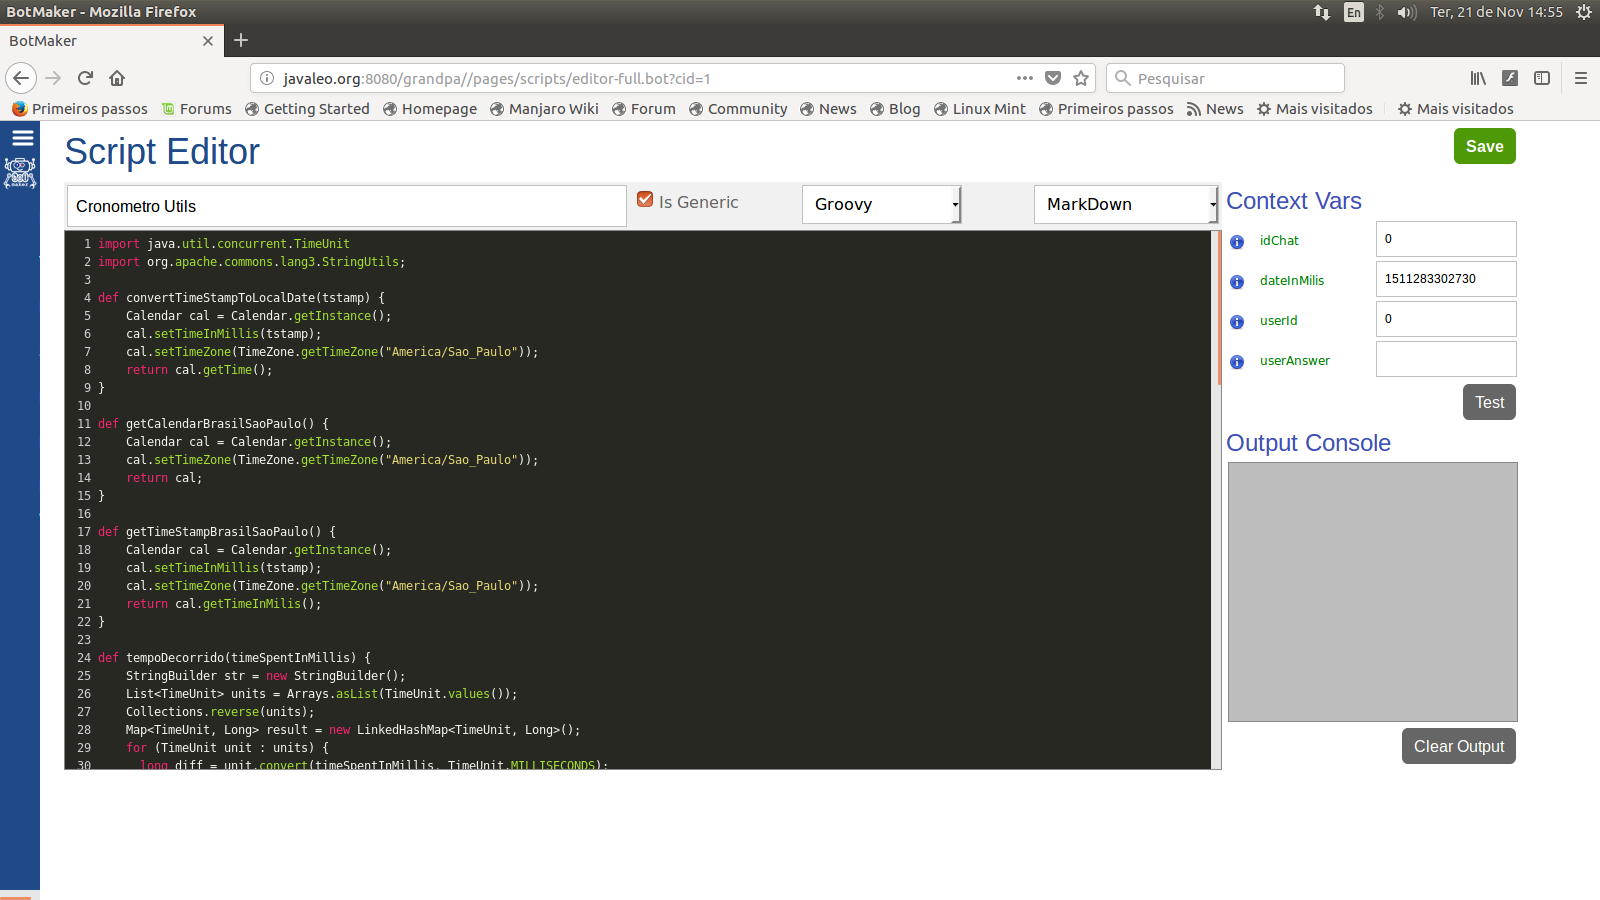 BotMaker - Mozilla Firefox
En
Ter, 21 de Nov 14:55
BotMaker
javaleo.org:8080/grandpa//pages/scripts/editor-full.bot?cid=1
Pesquisar
Primeiros passos Forums Getting Started Homepage Manjaro Wiki Forum Community News Blog Linux Mint Primeiros passos News Mais visitados Mais visitados
Script Editor
Save
Cronometro Utils
Is Generic
Groovy
MarkDown
1 import java.util.concurrent.TimeUnit
2 import org.apache.commons.lang3.StringUtils;
3
4 def convertTimeStampToLocalDate(tstamp) {
5 Calendar cal = Calendar.getInstance();
6 cal.setTimeInMillis(tstamp);
7 cal.setTimeZone(TimeZone.getTimeZone("America/Sao_Paulo"));
8 return cal.getTime();
9 }
10
11 def getCalendarBrasilSaoPaulo() {
12 Calendar cal = Calendar.getInstance();
13 cal.setTimeZone(TimeZone.getTimeZone("America/Sao_Paulo"));
14 return cal;
15 }
16
17 def getTimeStampBrasilSaoPaulo() {
18 Calendar cal = Calendar.getInstance();
19 cal.setTimeInMillis(tstamp);
20 cal.setTimeZone(TimeZone.getTimeZone("America/Sao_Paulo"));
21 return cal.getTimeInMilis();
22 }
23
24 def tempoDecorrido(timeSpentInMillis) {
25 StringBuilder str = new StringBuilder();
26 List<TimeUnit> units = Arrays.asList(TimeUnit.values());
27 Collections.reverse(units);
28 Map<TimeUnit, Long> result = new LinkedHashMap<TimeUnit, Long>();
29 for (TimeUnit unit : units) {
30 long diff = unit.convert(timeSpentInMillis, TimeUnit.MILLISECONDS);
Context Vars
idChat 0
dateInMilis 1511283302730
userId 0
userAnswer
Test
Output Console
Clear Output